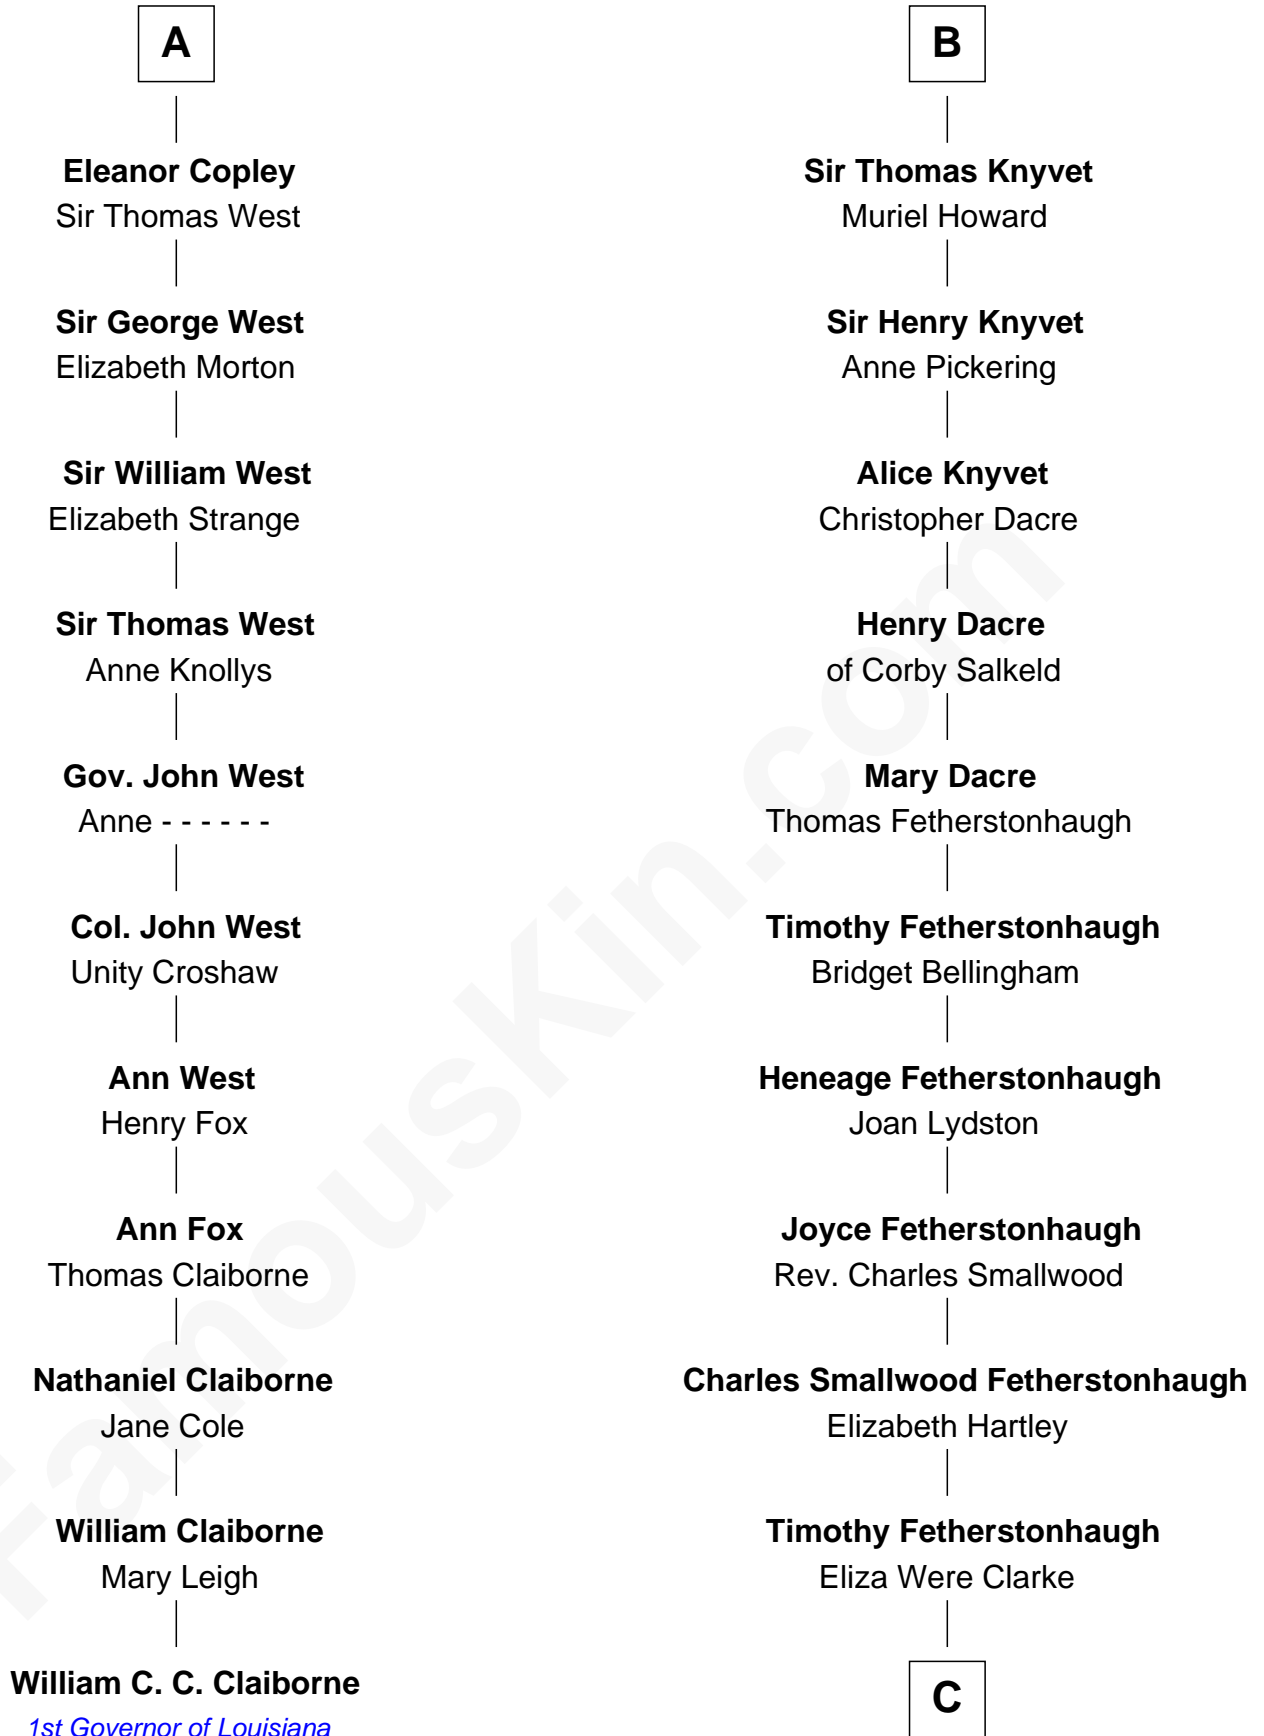 A
Eleanor Copley
Sir Thomas West
Sir George West
Elizabeth Morton
Sir William West
Elizabeth Strange
Sir Thomas West
Anne Knollys
Gov. John West
Anne - - - - - -
Col. John West
Unity Croshaw
Ann West
Henry Fox
Ann Fox
Thomas Claiborne
Nathaniel Claiborne
Jane Cole
William Claiborne
Mary Leigh
William C. C. Claiborne
1st Governor of Louisiana
B
Sir Thomas Knyvet
Muriel Howard
Sir Henry Knyvet
Anne Pickering
Alice Knyvet
Christopher Dacre
Henry Dacre
of Corby Salkeld
Mary Dacre
Thomas Fetherstonhaugh
Timothy Fetherstonhaugh
Bridget Bellingham
Heneage Fetherstonhaugh
Joan Lydston
Joyce Fetherstonhaugh
Rev. Charles Smallwood
Charles Smallwood Fetherstonhaugh
Elizabeth Hartley
Timothy Fetherstonhaugh
Eliza Were Clarke
C
FamousKin.com